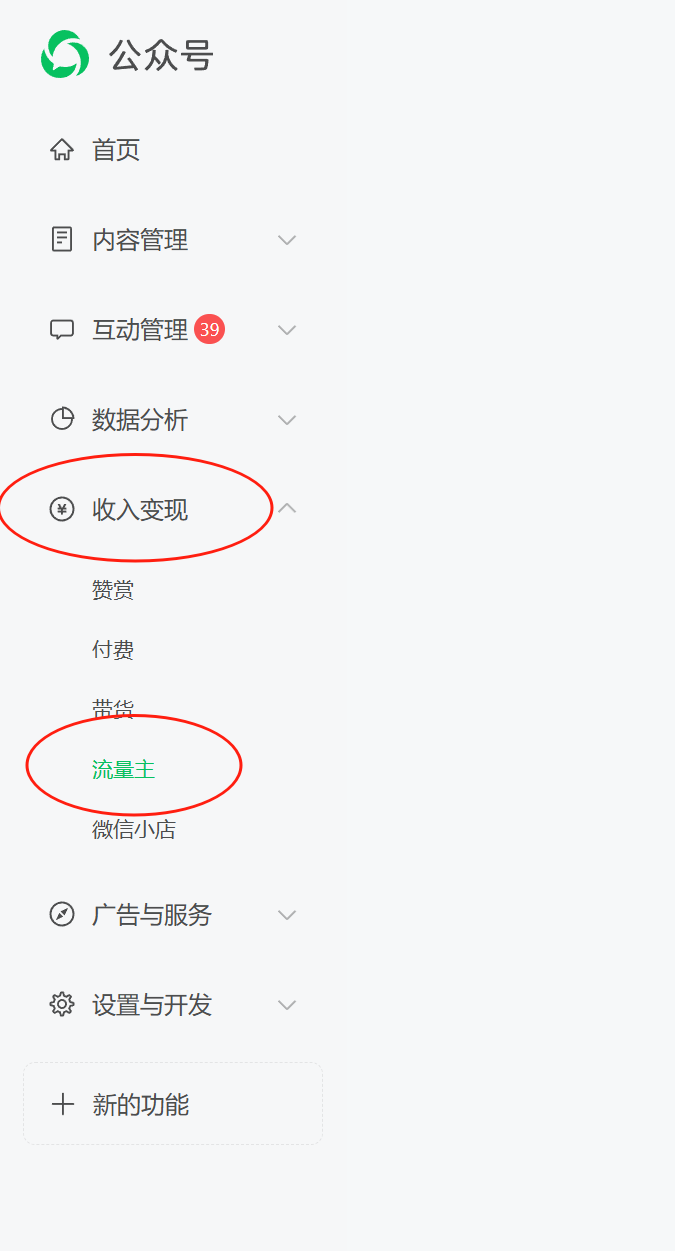 公众号
首页
内容管理
互动管理 39
数据分析
收入变现
赞赏
付费
带货
流量主
微信小店
广告与服务
设置与开发
新的功能